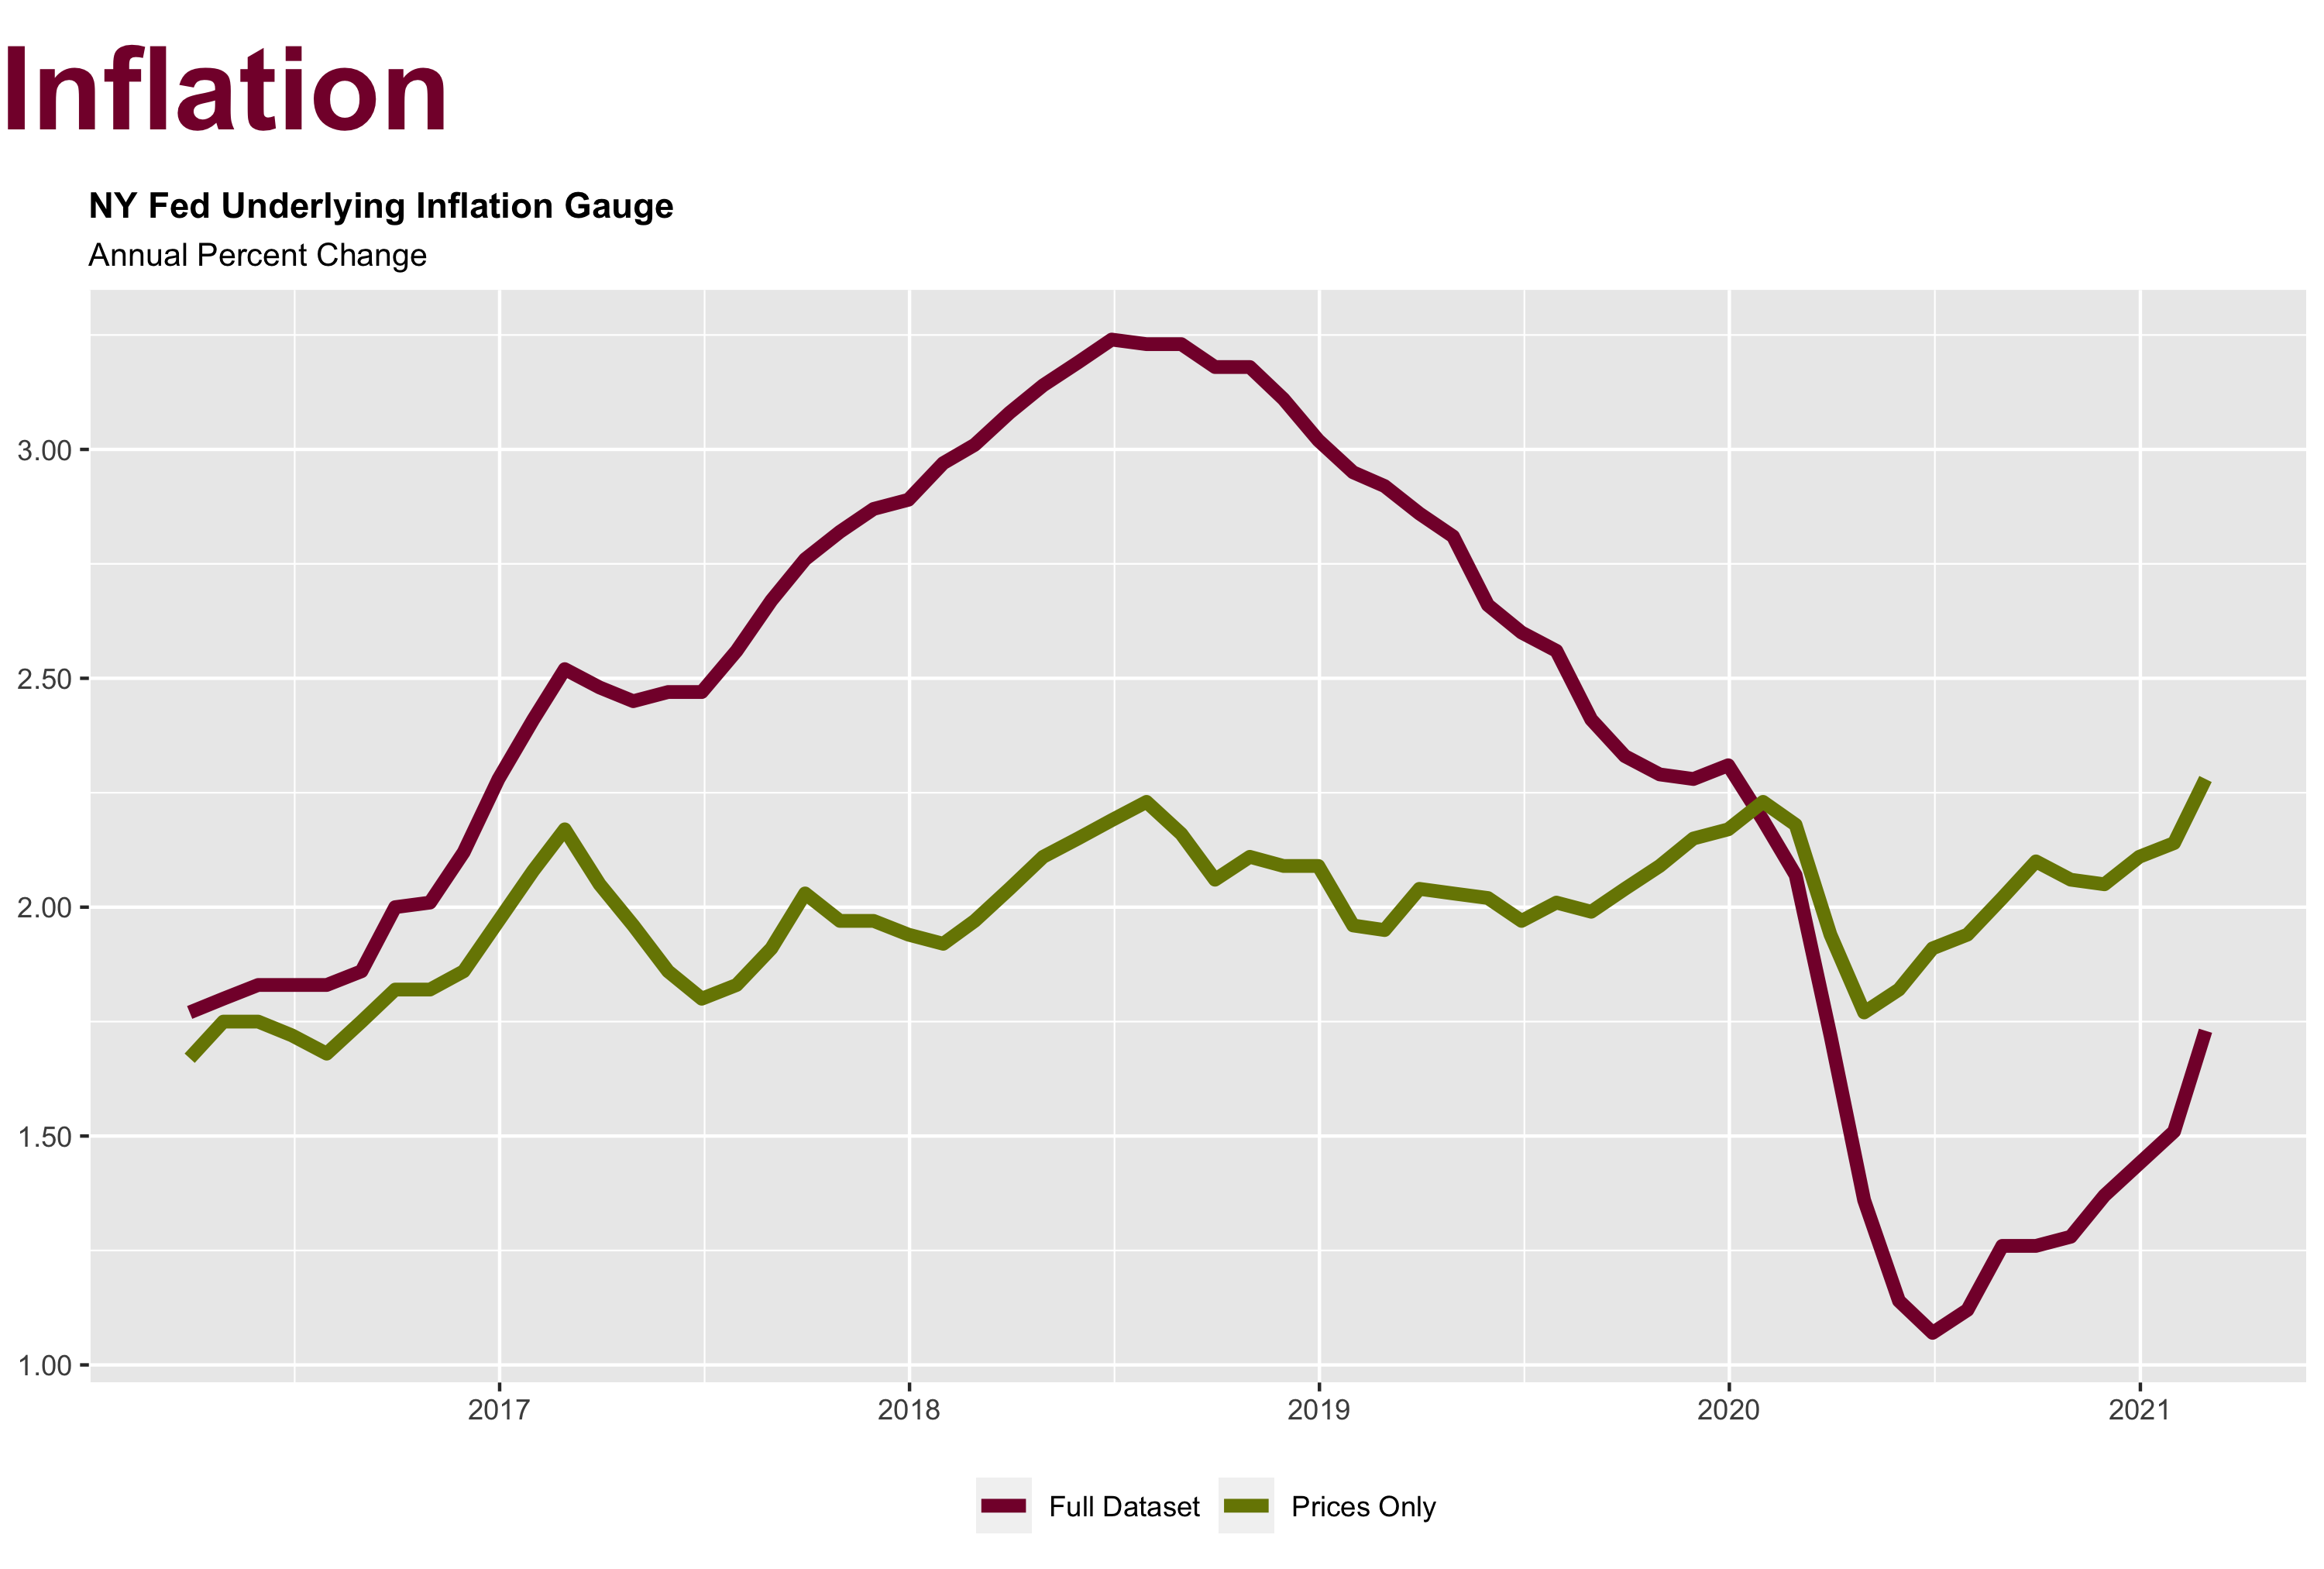 Inflation
NY Fed Underlying Inflation Gauge
Annual Percent Change
3.00
2.50
2.00
1.50
1.00
2017 2018 2019 2020 2021
Full Dataset Prices Only